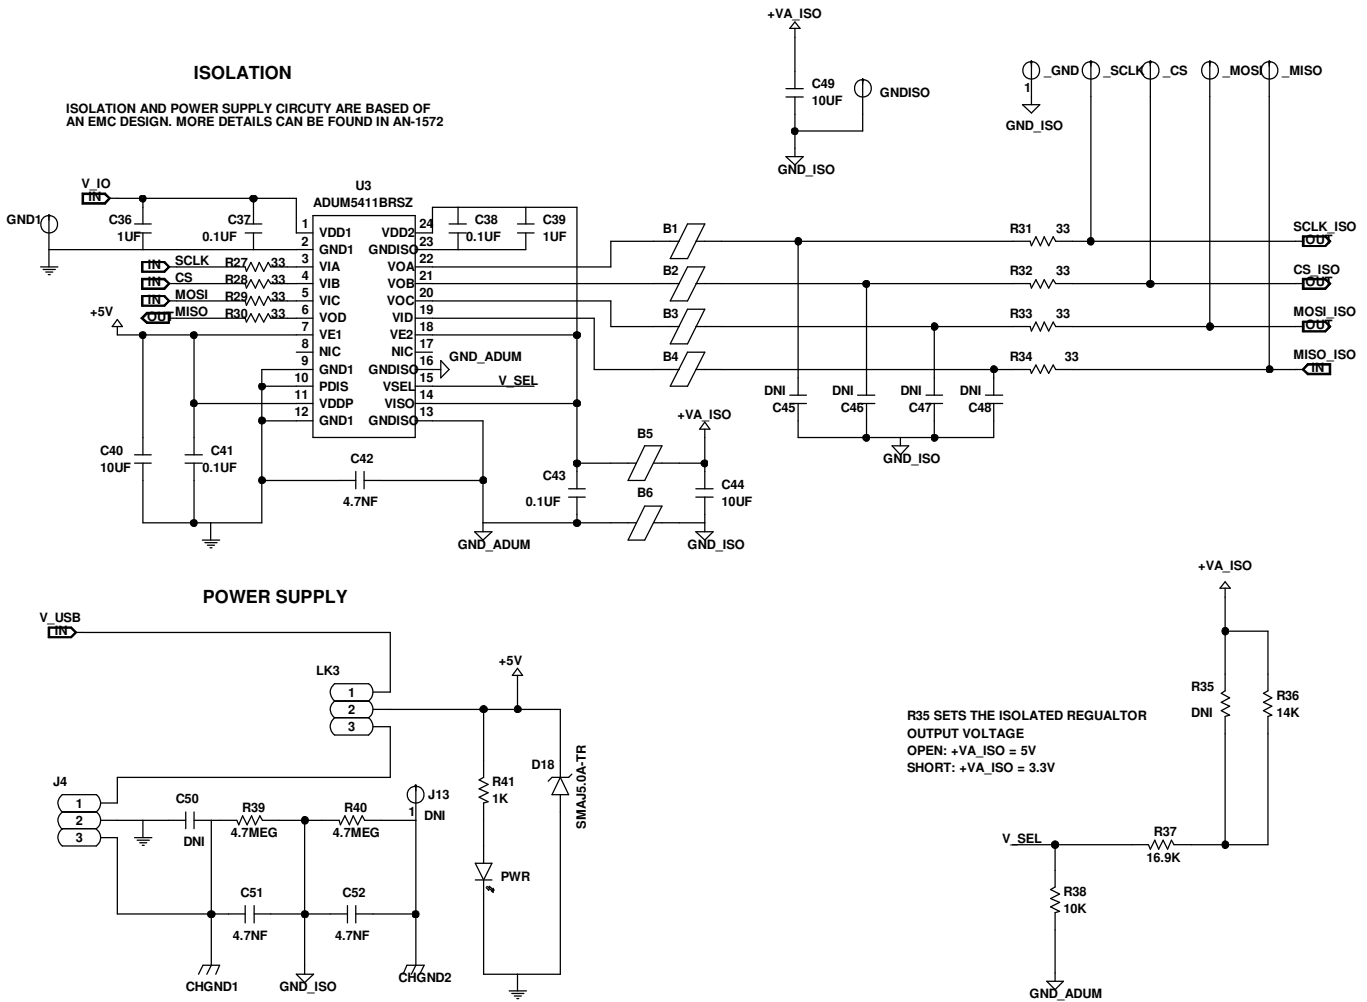 +VA_ISO
ISOLATION
C49
10UF
GNDISO
_GND
_SCLK
_CS
_MOSI
_MISO
1
GND_ISO
ISOLATION AND POWER SUPPLY CIRCUTY ARE BASED OF
AN EMC DESIGN. MORE DETAILS CAN BE FOUND IN AN-1572
GND_ISO
V_IO
IN
U3
ADUM5411BRSZ
GND1
C36
1UF
C37
0.1UF
C38
0.1UF
C39
1UF
1 VDD1 VDD2 24
2 GND1 GNDISO 23
IN SCLK R27 33 3 VIA VOA 22
IN CS R28 33 4 VIB VOB 21
IN MOSI R29 33 5 VIC VOC 20
OUT MISO R30 33 6 VOD VID 19
+5V
7 VE1 VE2 18
8 NIC NIC 17
9 GND1 GNDISO 16 GND_ADUM
10 PDIS VSEL 15 V_SEL
11 VDDP VISO 14
12 GND1 GNDISO 13
B1 R31 33 SCLK_ISO OUT
B2 R32 33 CS_ISO OUT
B3 R33 33 MOSI_ISO OUT
B4 R34 33 MISO_ISO IN
DNI C45
DNI C46
DNI C47
DNI C48
GND_ISO
+VA_ISO
C40
10UF
C41
0.1UF
C42
4.7NF
B5
C43
0.1UF
B6
C44
10UF
GND_ADUM
GND_ISO
POWER SUPPLY
V_USB
IN
LK3
1
2
3
+5V
J4
1
2
3
C50
DNI
R39
4.7MEG
R40
4.7MEG
J13
1
DNI
R41
1K
D18
SMAJ5.0A-TR
PWR
C51
4.7NF
C52
4.7NF
CHGND1
GND_ISO
CHGND2
+VA_ISO
R35
DNI
R36
14K
R35 SETS THE ISOLATED REGUALTOR
OUTPUT VOLTAGE
OPEN: +VA_ISO = 5V
SHORT: +VA_ISO = 3.3V
V_SEL
R37
16.9K
R38
10K
GND_ADUM